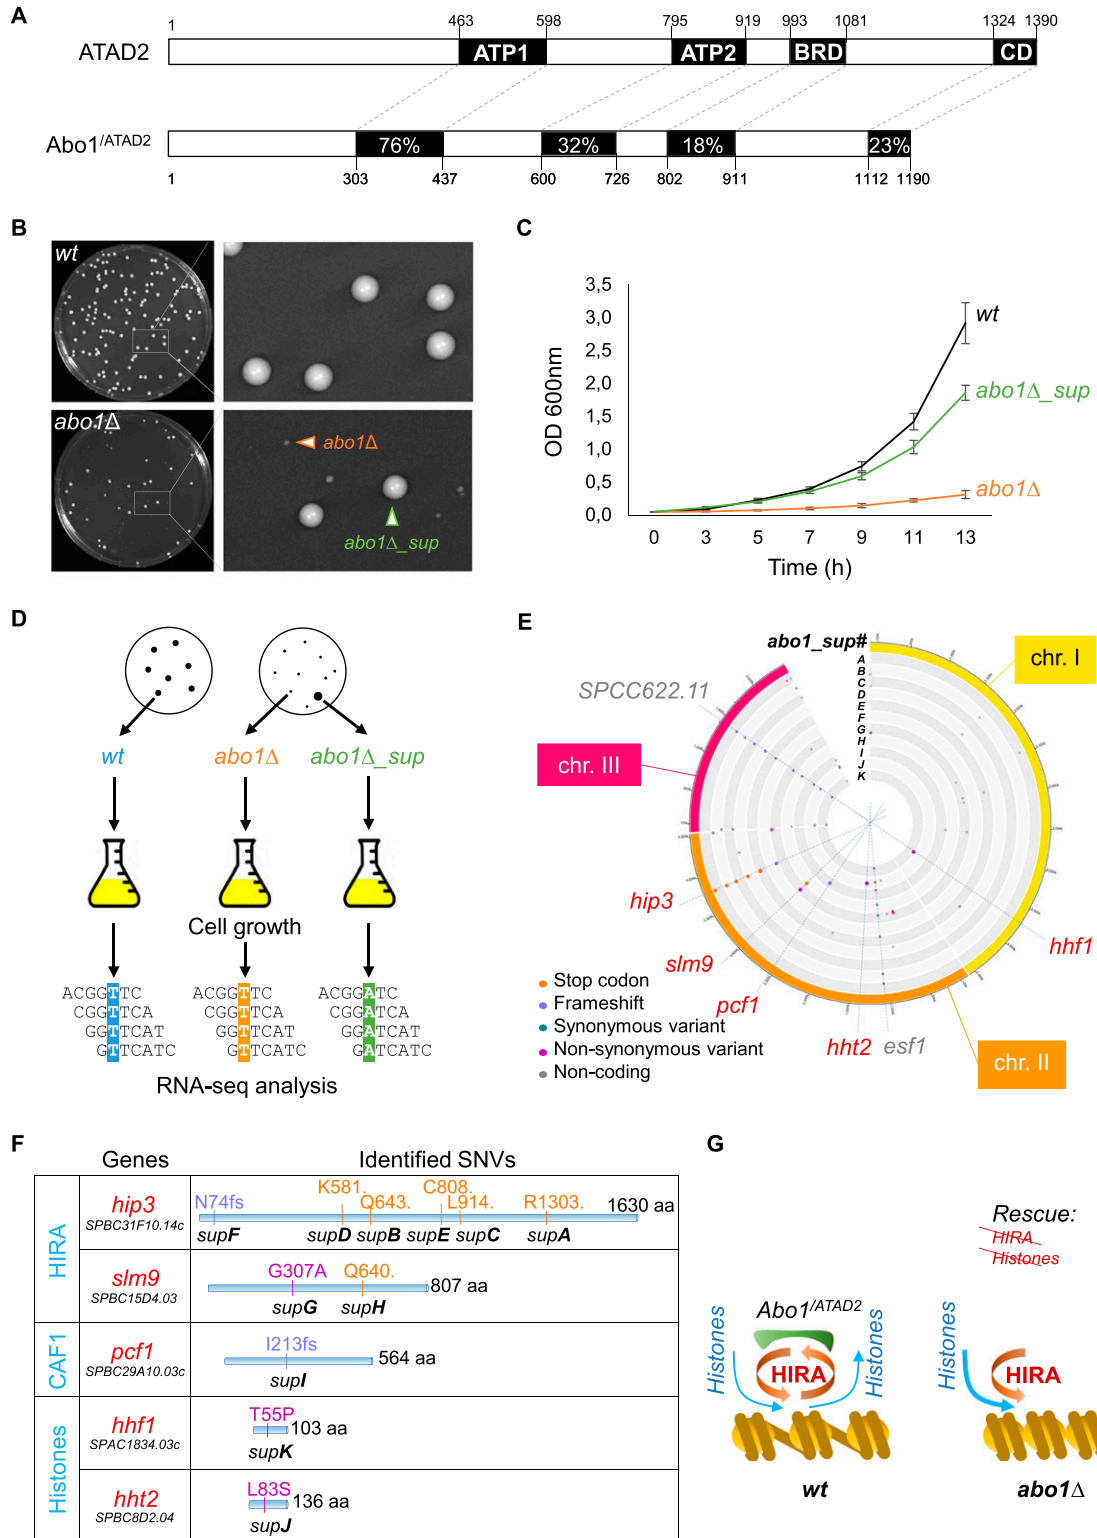 A
1 463 598 795 919 993 1081 1324 1390
ATAD2 ATP1 ATP2 BRD CD
Abo1/ATAD2 76% 32% 18% 23%
1 303 437 600 726 802 911 1112 1190
B
wt
abo1Δ
abo1Δ
abo1Δ_sup
C
3,5
3,0
2,5
2,0
1,5
1,0
0,5
0,0
OD 600nm
wt
abo1Δ_sup
abo1Δ
0 3 5 7 9 11 13
Time (h)
D
wt abo1Δ abo1Δ_sup
Cell growth
ACGGTTC ACGGTTC ACGGATC
CGGTTCA CGGTTCA CGGATCA
GGTTCAT GGTTCAT GGATCAT
GTTCATC GTTCATC GATCATC
RNA-seq analysis
E
abo1_sup#
A
B
C
D
E
F
G
H
I
J
K
chr. I
SPCC622.11
chr. III
hip3
slm9
pcf1
hht2
esf1
hhf1
chr. II
Stop codon
Frameshift
Synonymous variant
Non-synonymous variant
Non-coding
F
Genes Identified SNVs
HIRA
hip3
SPBC31F10.14c
N74fs K581. Q643. C808. L914. R1303. 1630 aa
supF supD supB supE supC supA
slm9
SPBC15D4.03
G307A Q640. 807 aa
supG supH
CAF1
pcf1
SPBC29A10.03c
I213fs 564 aa
supI
Histones
hhf1
SPAC1834.03c
T55P 103 aa
supK
hht2
SPBC8D2.04
L83S 136 aa
supJ
G
Rescue:
HIRA
Histones
Abo1/ATAD2
Histones HIRA Histones
wt
Histones HIRA
abo1Δ